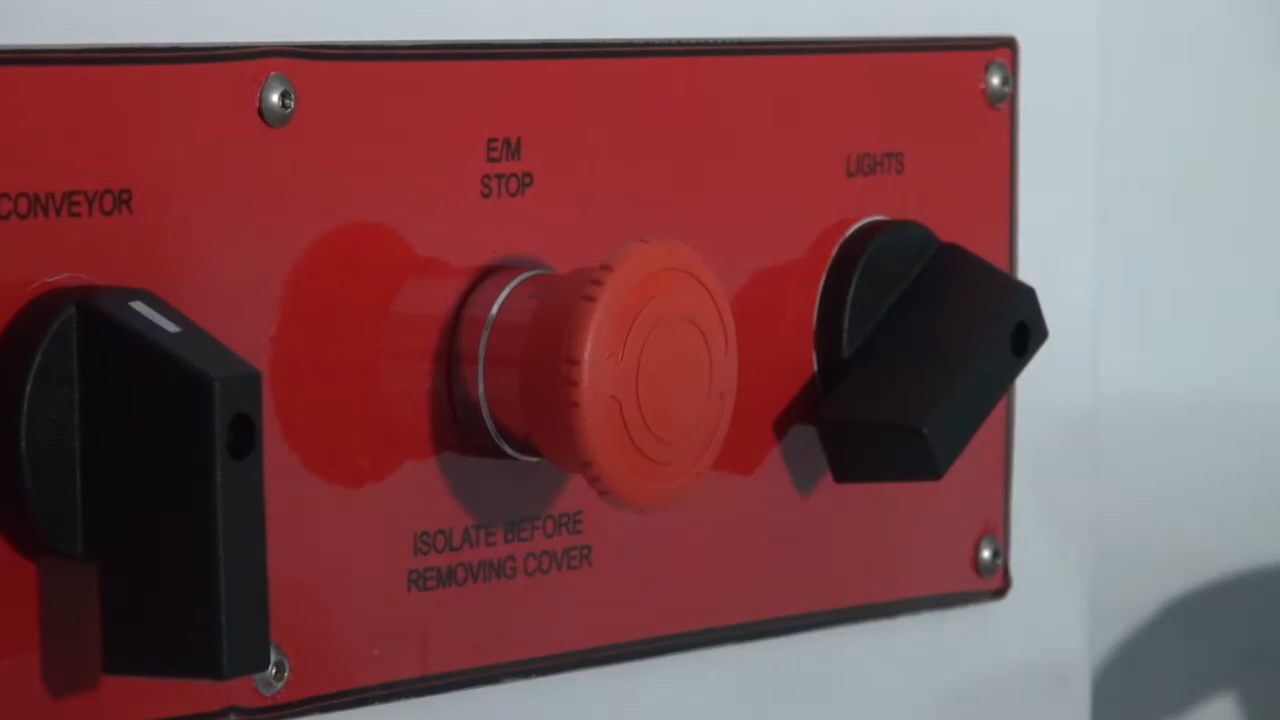 CONVEYOR
E/M
STOP
LIGHTS
ISOLATE BEFORE
REMOVING COVER